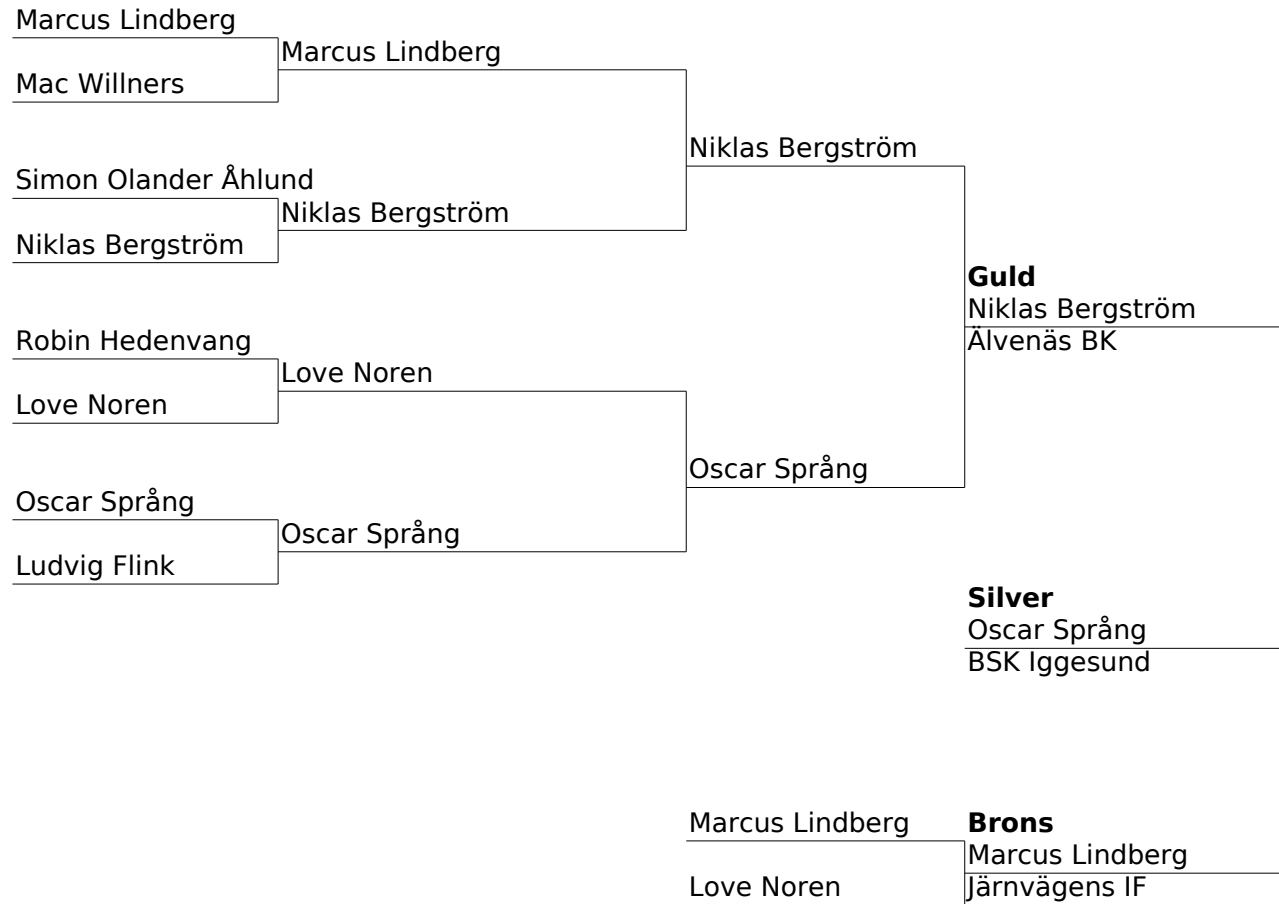 Marcus Lindberg
Marcus Lindberg
Mac Willners
Niklas Bergström
Simon Olander Åhlund
Niklas Bergström
Niklas Bergström
Guld
Niklas Bergström
Älvenäs BK
Robin Hedenvang
Love Noren
Love Noren
Oscar Språng
Oscar Språng
Oscar Språng
Ludvig Flink
Silver
Oscar Språng
BSK Iggesund
Marcus Lindberg
Brons
Marcus Lindberg
Love Noren
Järnvägens IF